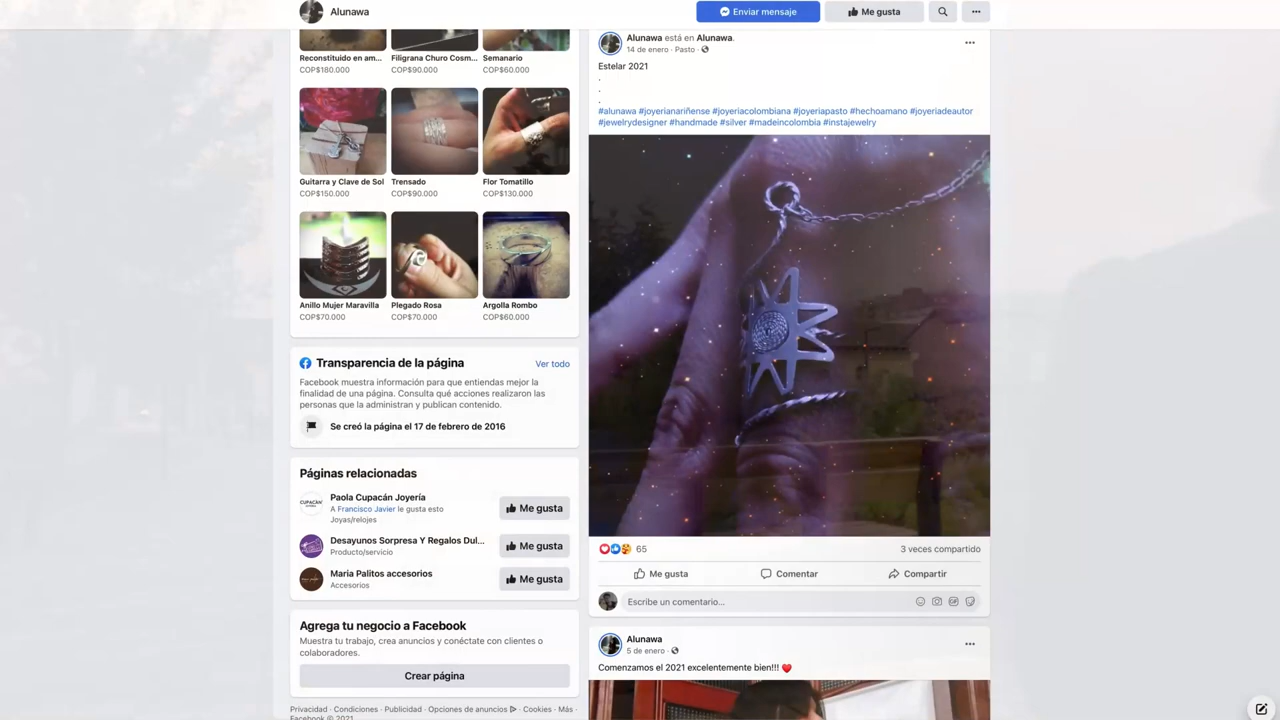 Alunawa
Enviar mensaje
Me gusta
Reconstituido en am...
Filigrana Churo Cosm...
Semanario
COP$180.000
COP$90.000
COP$60.000
Guitarra y Clave de Sol
Trensado
Flor Tomatillo
COP$150.000
COP$90.000
COP$130.000
Anillo Mujer Maravilla
Plegado Rosa
Argolla Rombo
COP$70.000
COP$70.000
COP$60.000
Transparencia de la página
Ver todo
Facebook muestra información para que entiendas mejor la
finalidad de una página. Consulta qué acciones realizaron las
personas que la administran y publican contenido.
Se creó la página el 17 de febrero de 2016
Páginas relacionadas
CUPACÁN
Paola Cupacán Joyería
A Francisco Javier le gusta esto
Joyas/relojes
Me gusta
Desayunos Sorpresa Y Regalos Dul...
Producto/servicio
Me gusta
Maria Palitos accesorios
Accesorios
Me gusta
Agrega tu negocio a Facebook
Muestra tu trabajo, crea anuncios y conéctate con clientes o
colaboradores.
Crear página
Privacidad · Condiciones · Publicidad · Opciones de anuncios · Cookies · Más ·
Facebook © 2021
Alunawa está en Alunawa.
14 de enero · Pasto ·
Estelar 2021
.
.
.
#alunawa #joyerianariñense #joyeriacolombiana #joyeriapasto #hechoamano #joyeriadeautor
#jewelrydesigner #handmade #silver #madeincolombia #instajewelry
65
3 veces compartido
Me gusta
Comentar
Compartir
Escribe un comentario...
GIF
Alunawa
5 de enero ·
Comenzamos el 2021 excelentemente bien!!! ❤